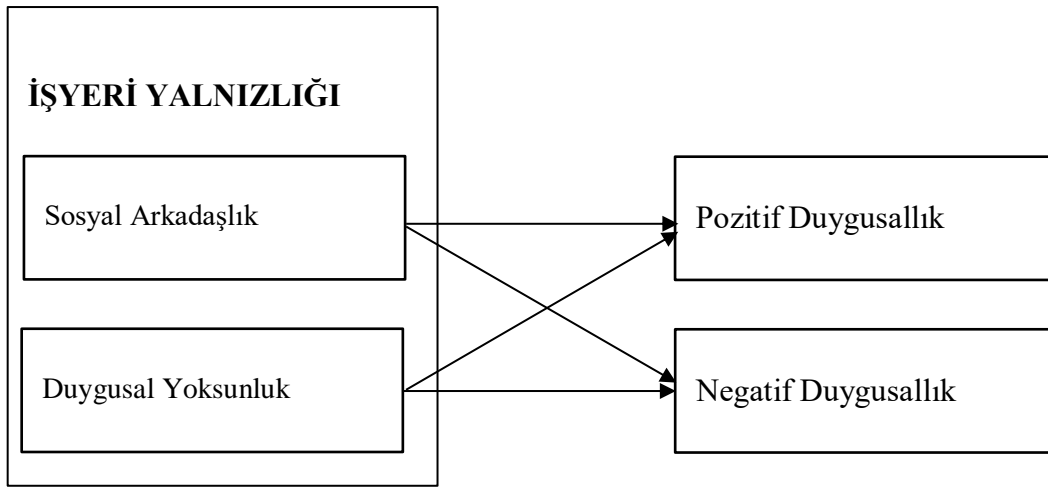 İŞYERİ YALNIZLIĞI
Sosyal Arkadaşlık
Pozitif Duygusallık
Duygusal Yoksunluk
Negatif Duygusallık